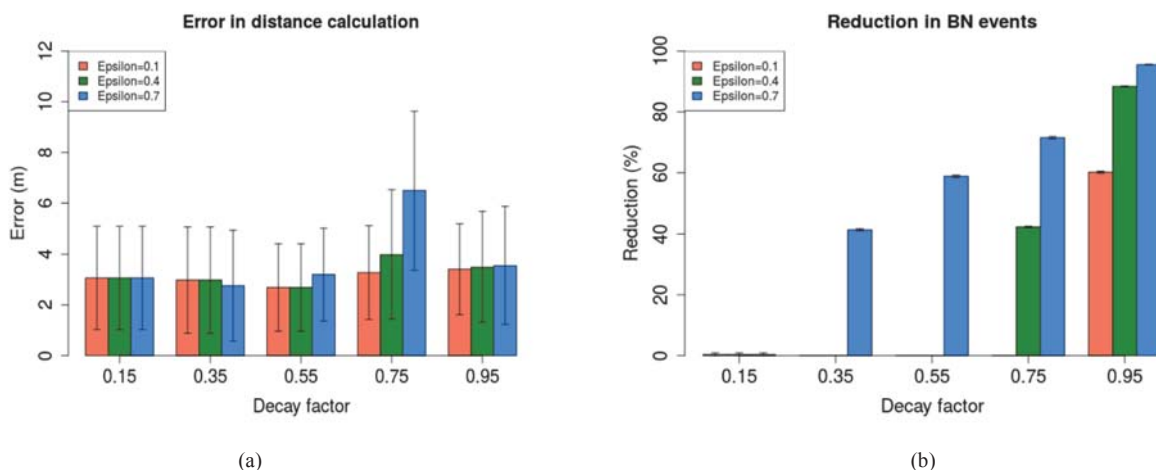 Error in distance calculation
Error (m)
12
10
8
6
4
2
0
Epsilon=0.1
Epsilon=0.4
Epsilon=0.7
0.15 0.35 0.55 0.75 0.95
Decay factor
(a)
Reduction in BN events
Reduction (%)
100
80
60
40
20
0
Epsilon=0.1
Epsilon=0.4
Epsilon=0.7
0.15 0.35 0.55 0.75 0.95
Decay factor
(b)